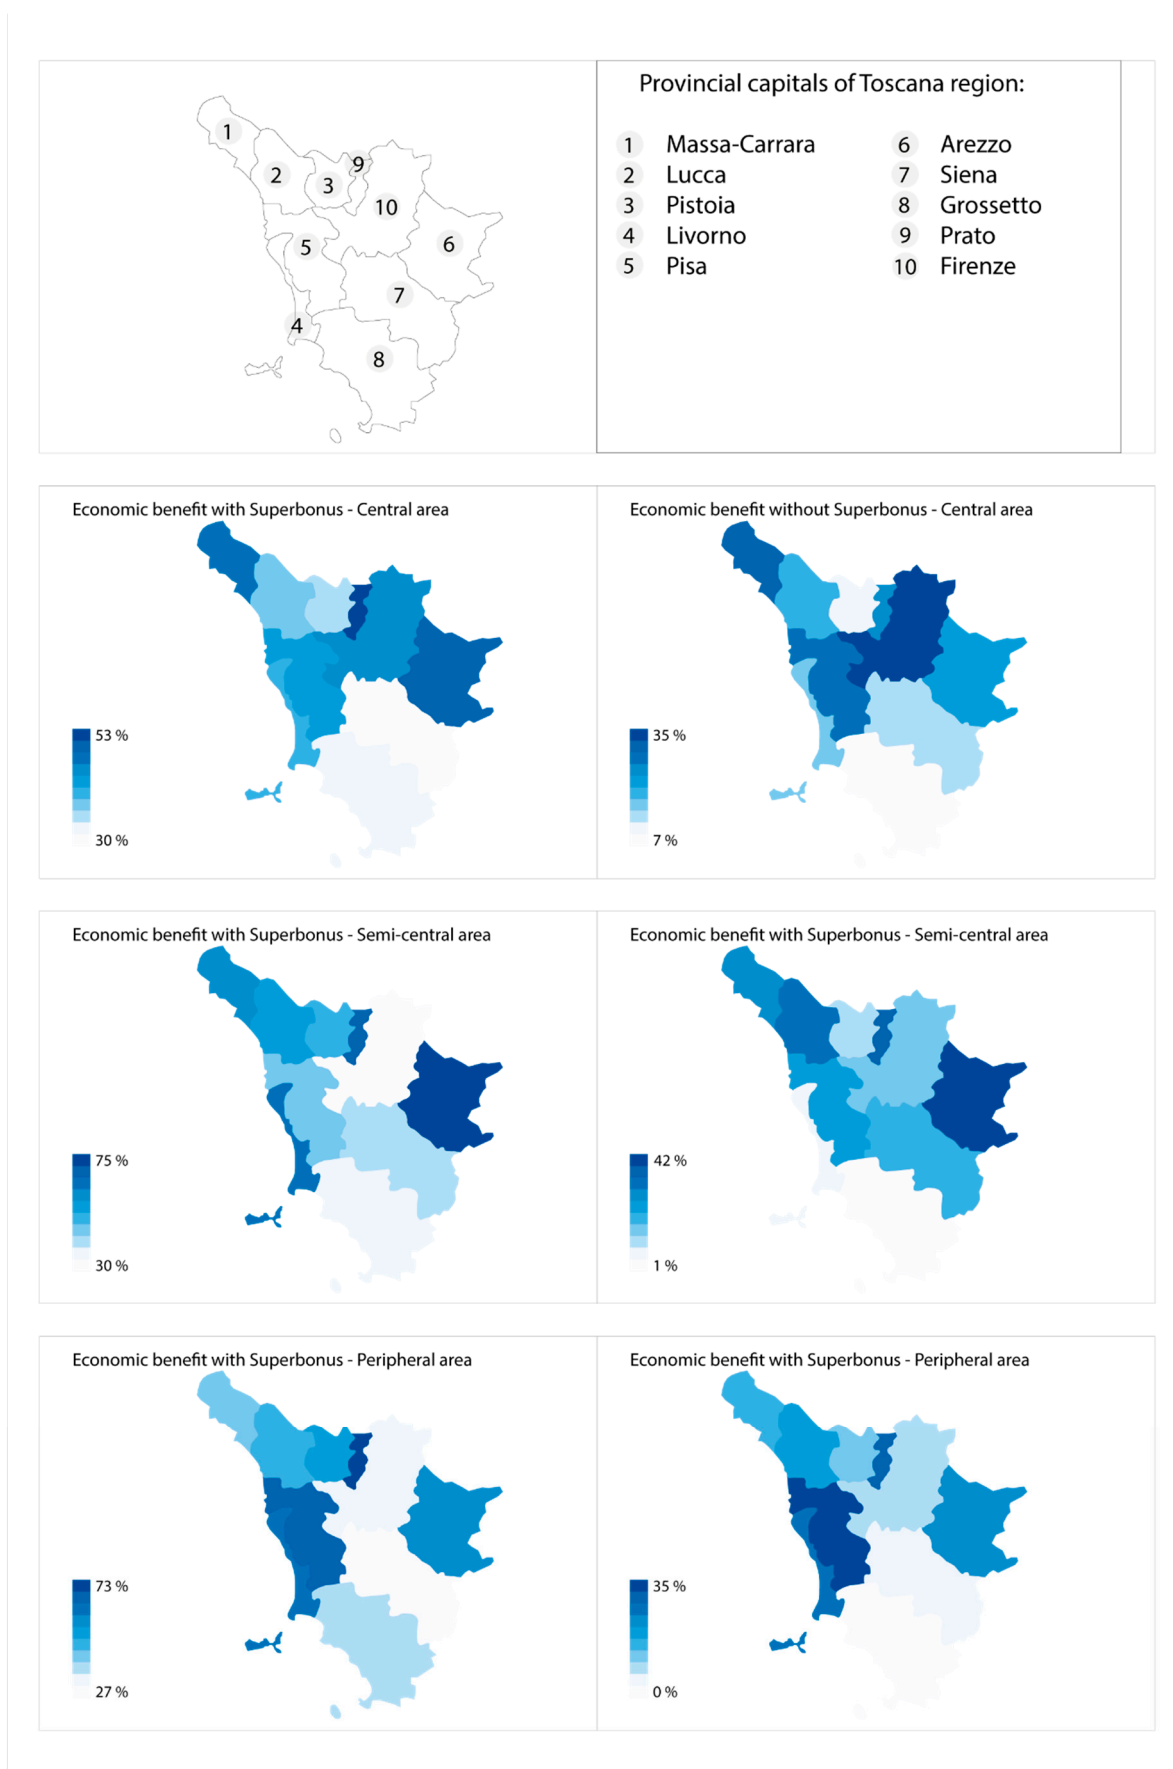 Provincial capitals of Toscana region:
1 Massa-Carrara 6 Arezzo
2 Lucca 7 Siena
3 Pistoia 8 Grossetto
4 Livorno 9 Prato
5 Pisa 10 Firenze
1
9
2
3
10
6
5
7
4
8
Economic benefit with Superbonus - Central area
53 %
30 %
Economic benefit without Superbonus - Central area
35 %
7 %
Economic benefit with Superbonus - Semi-central area
75 %
30 %
Economic benefit with Superbonus - Semi-central area
42 %
1 %
Economic benefit with Superbonus - Peripheral area
73 %
27 %
Economic benefit with Superbonus - Peripheral area
35 %
0 %